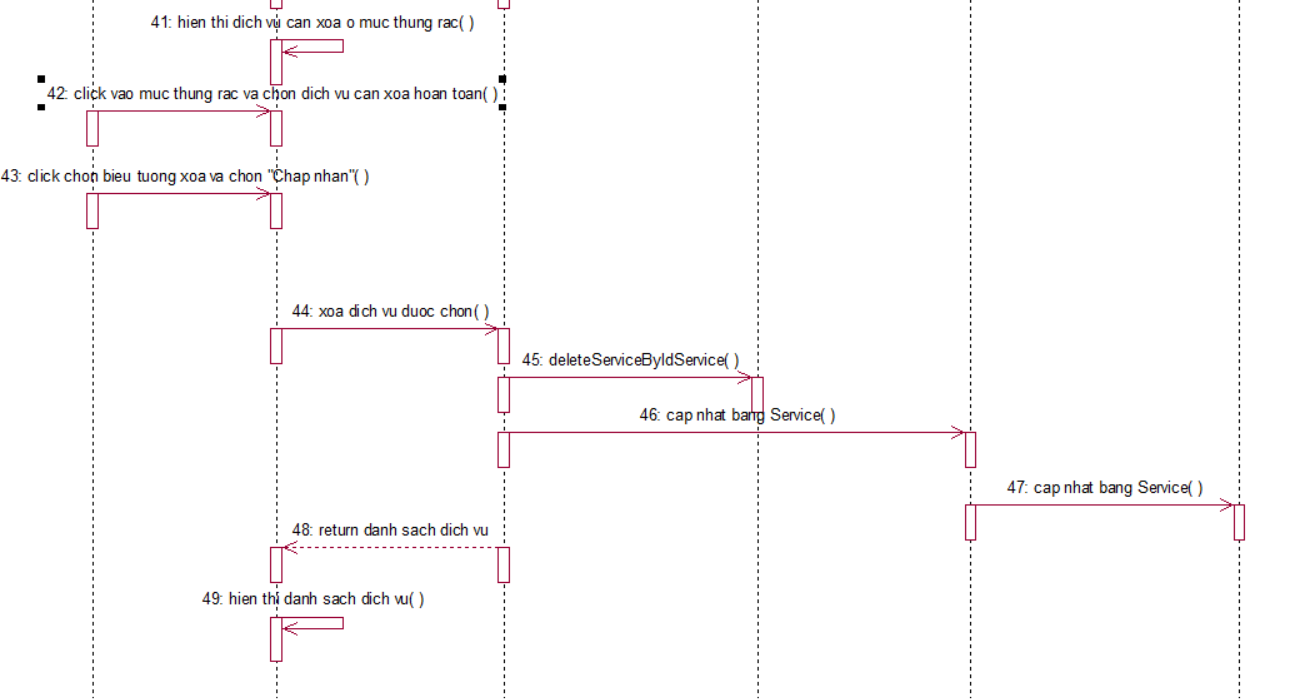 41: hien thi dich vu can xoa o muc thung rac( )
42: click vao muc thung rac va chon dich vu can xoa hoan toan( )
43: click chon bieu tuong xoa va chon "Chap nhan"( )
44: xoa dich vu duoc chon( )
45: deleteServiceByIdService( )
46: cap nhat bang Service( )
47: cap nhat bang Service( )
48: return danh sach dich vu
49: hien thi danh sach dich vu( )